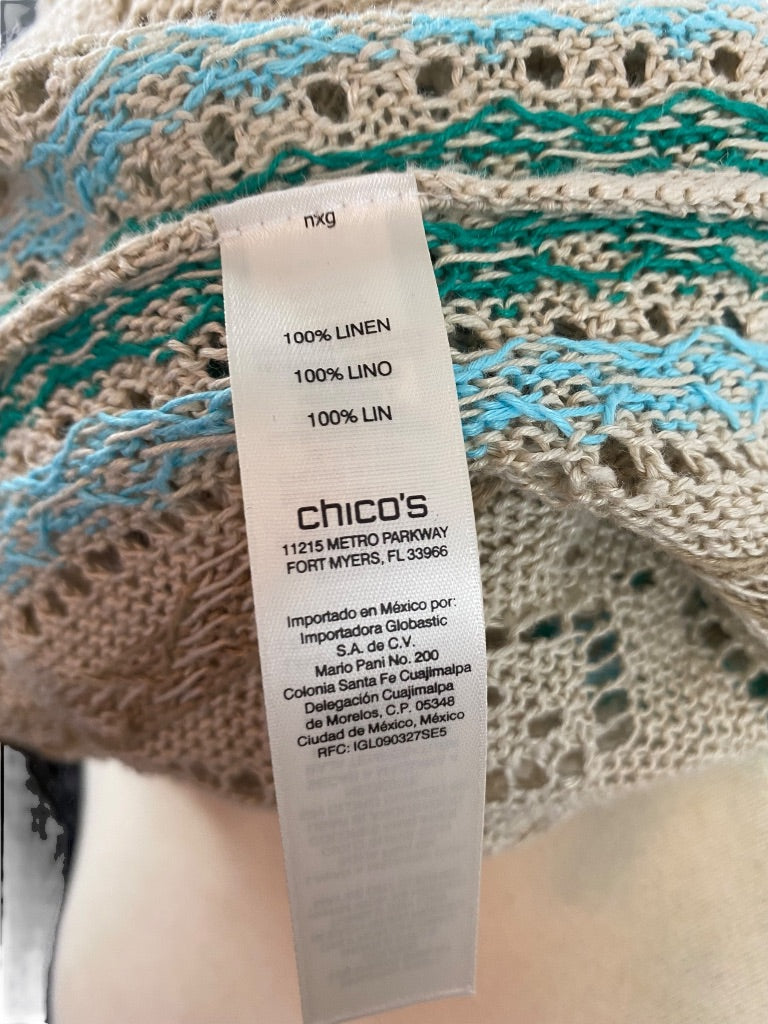 nxg
100% LINEN
100% LINO
100% LIN
chico's
11215 METRO PARKWAY
FORT MYERS, FL 33966
Importado en México por:
Importadora Globastic
S.A. de C.V.
Mario Pani No. 200
Colonia Santa Fe Cuajimalpa
Delegación Cuajimalpa
de Morelos, C.P. 05348
Ciudad de México, México
RFC: IGL090327SE5